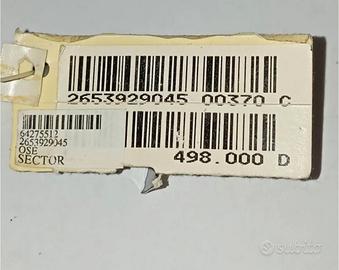 2653929045 00370 C
64275512
2653929045
OSE
SECTOR
498.000 D
subito